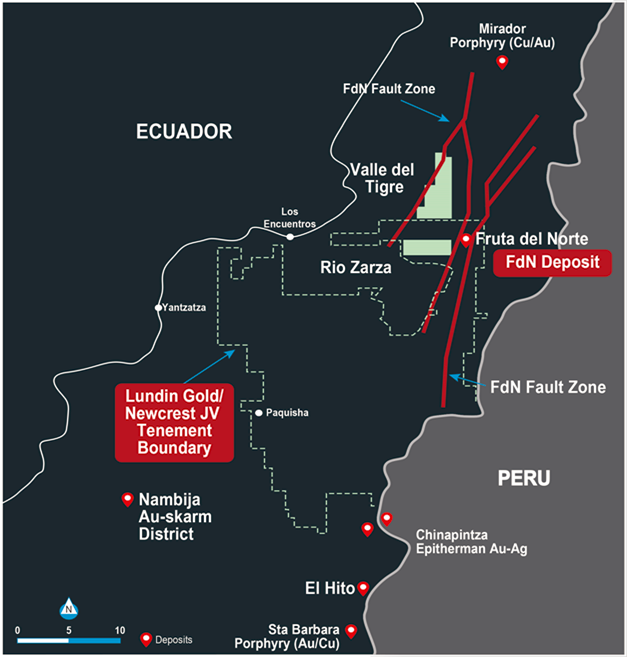 Mirador
Porphyry (Cu/Au)
FdN Fault Zone
ECUADOR
Valle del
Tigre
Los
Encuentros
Fruta del Norte
FdN Deposit
Rio Zarza
Yantzatza
FdN Fault Zone
Lundin Gold/
Newcrest JV
Tenement
Boundary
Paquisha
PERU
Nambija
Au-skarm
District
Chinapintza
Epitherman Au-Ag
El Hito
N
0 5 10
Deposits
Sta Barbara
Porphyry (Au/Cu)